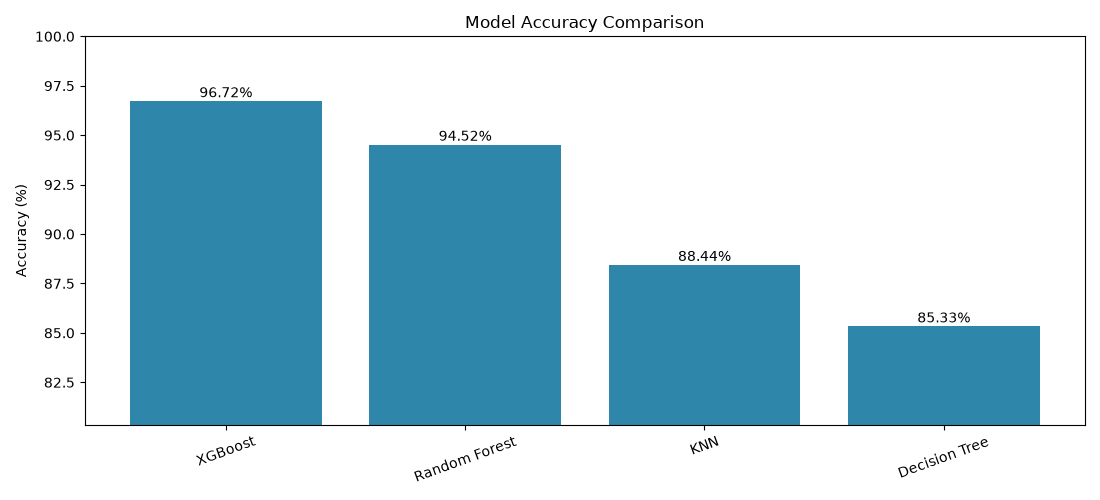 Model Accuracy Comparison
100.0
97.5
95.0
92.5
90.0
87.5
85.0
82.5
Accuracy (%)
96.72%
94.52%
88.44%
85.33%
XGBoost
Random Forest
KNN
Decision Tree